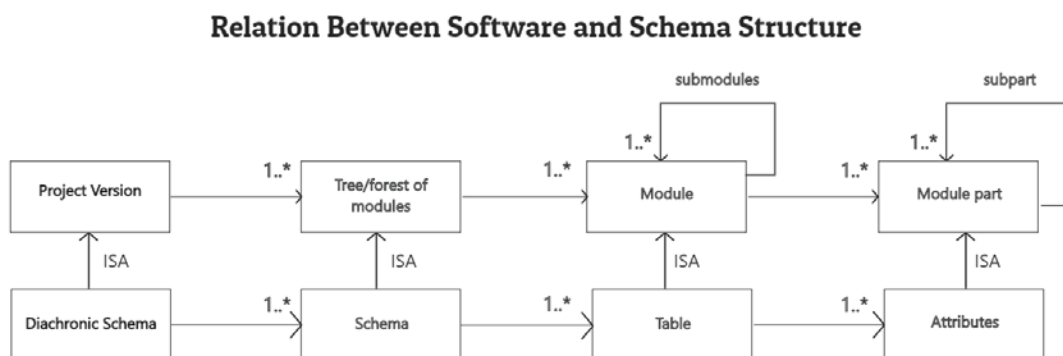 Relation Between Software and Schema Structure
submodules
subpart
1..*
1..*
1..*
1..*
1..*
Project Version
Tree/forest of
modules
Module
Module part
ISA
ISA
ISA
ISA
1..*
1..*
1..*
Diachronic Schema
Schema
Table
Attributes